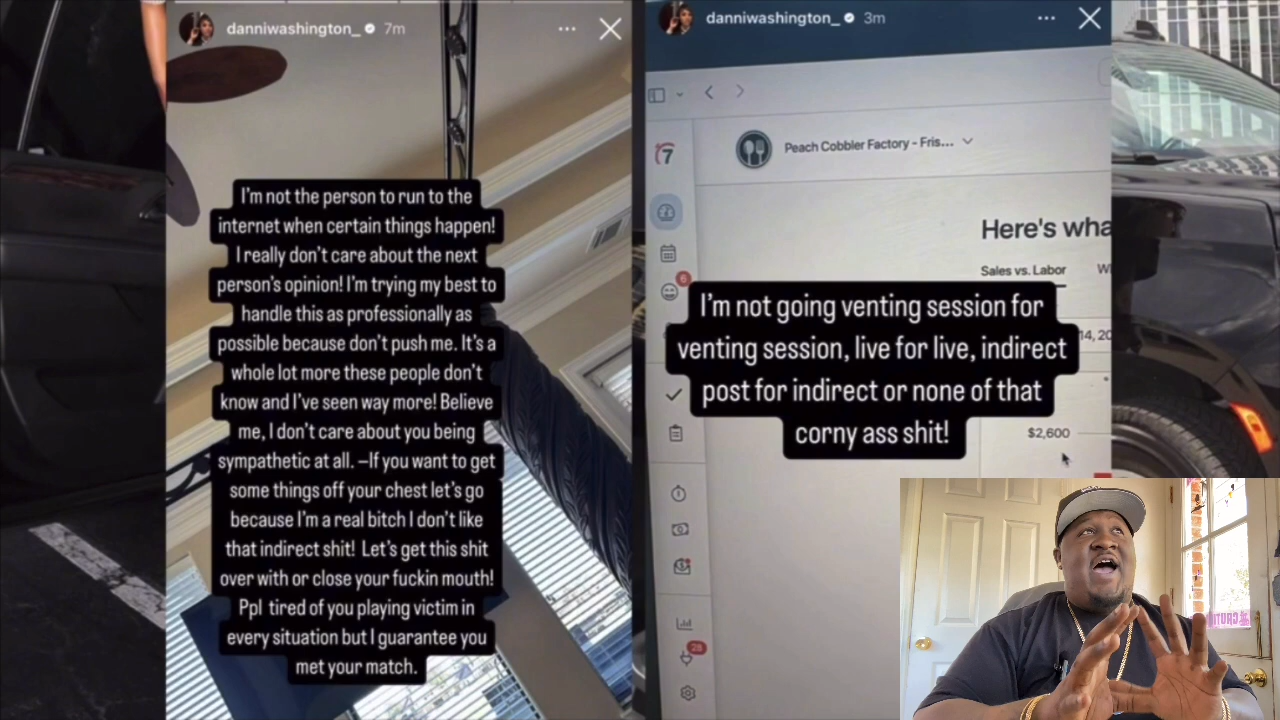 danniwashington_ 7m
I'm not the person to run to the
internet when certain things happen!
I really don't care about the next
person's opinion! I'm trying my best to
handle this as professionally as
possible because don't push me. It's a
whole lot more these people don't
know and I've seen way more! Believe
me, I don't care about you being
sympathetic at all. –If you want to get
some things off your chest let's go
because I'm a real bitch I don't like
that indirect shit! Let's get this shit
over with or close your fuckin mouth!
Ppl tired of you playing victim in
every situation but I guarantee you
met your match.
danniwashington_ 3m
7
Peach Cobbler Factory - Fris...
Here's wha
Sales vs. Labor
6
14, 20
I'm not going venting session for
venting session, live for live, indirect
post for indirect or none of that
corny ass shit!
$2,600